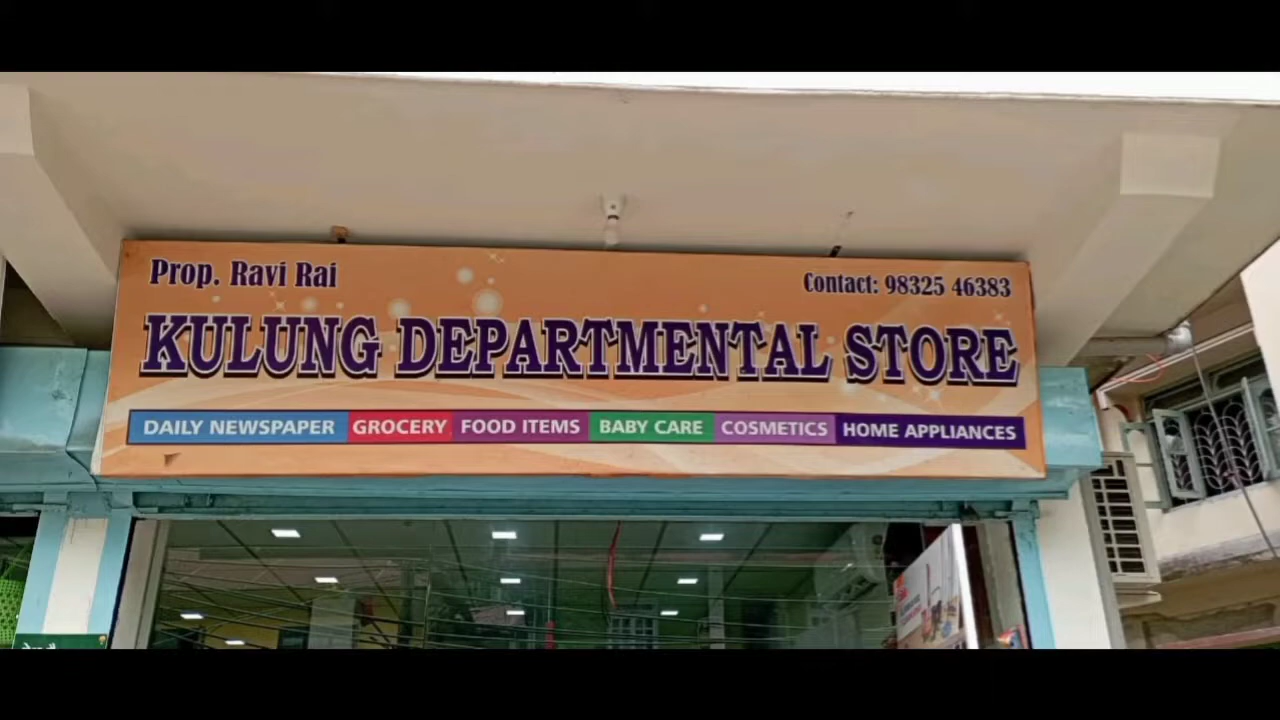 Prop. Ravi Rai
Contact: 98325 46383
KULUNG DEPARTMENTAL STORE
DAILY NEWSPAPER GROCERY FOOD ITEMS BABY CARE COSMETICS HOME APPLIANCES